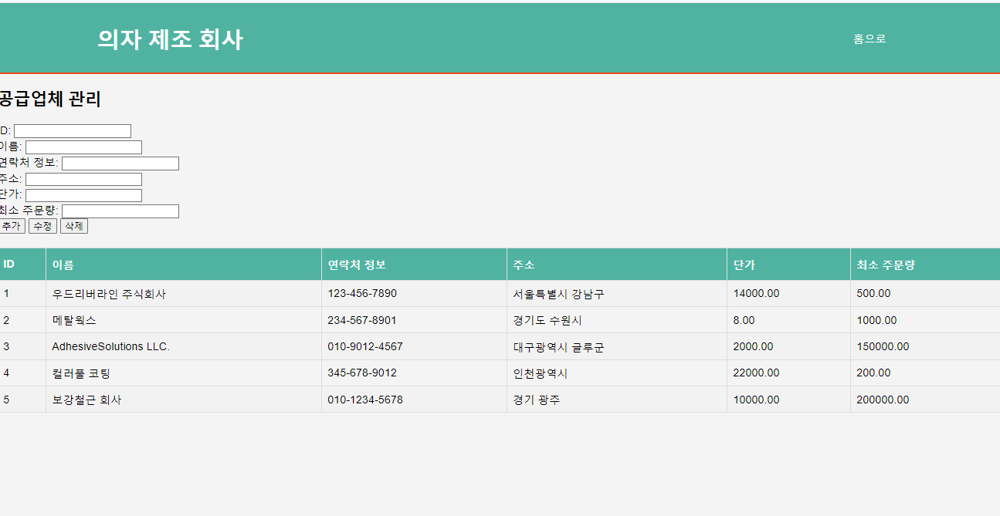 의자 제조 회사 홈으로
공급업체 관리
ID:
이름:
연락처 정보:
주소:
단가:
최소 주문량:
추가 수정 삭제
ID 이름 연락처 정보 주소 단가 최소 주문량
1 우드리버라인 주식회사 123-456-7890 서울특별시 강남구 14000.00 500.00
2 메탈웍스 234-567-8901 경기도 수원시 8.00 1000.00
3 AdhesiveSolutions LLC. 010-9012-4567 대구광역시 글루군 2000.00 150000.00
4 컬러풀 코팅 345-678-9012 인천광역시 22000.00 200.00
5 보강철근 회사 010-1234-5678 경기 광주 10000.00 200000.00